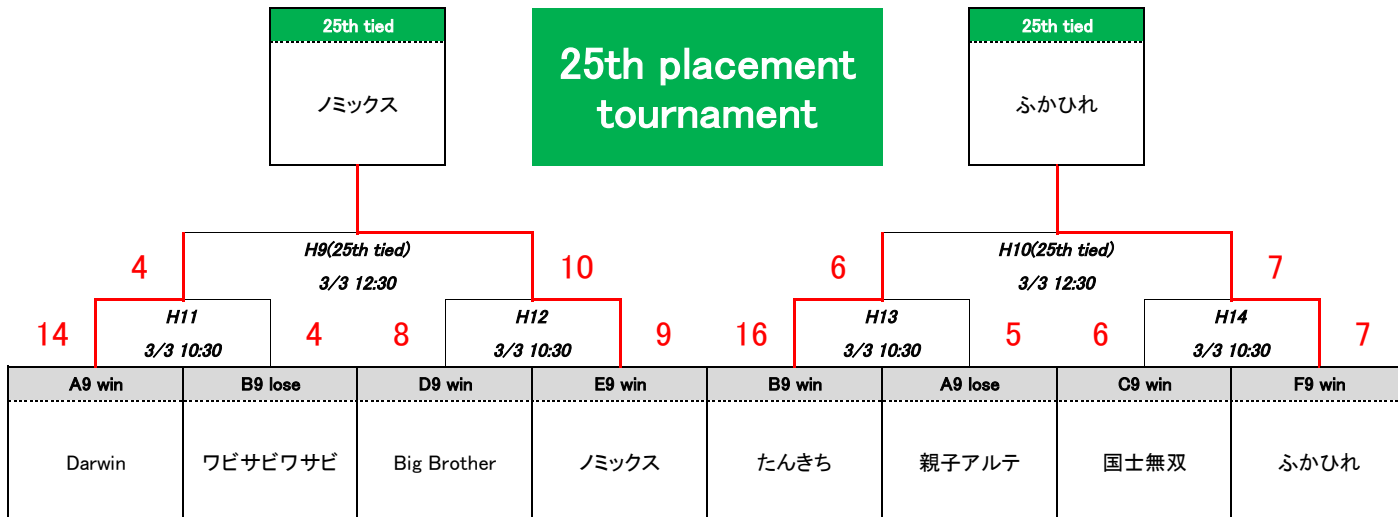 25th tied
ノミックス
25th placement
tournament
25th tied
ふかひれ
4
H9(25th tied)
3/3 12:30
10
6
H10(25th tied)
3/3 12:30
7
14
H11
3/3 10:30
4
8
H12
3/3 10:30
9
16
H13
3/3 10:30
5
6
H14
3/3 10:30
7
A9 win
B9 lose
D9 win
E9 win
B9 win
A9 lose
C9 win
F9 win
Darwin
ワビサビワサビ
Big Brother
ノミックス
たんきち
親子アルテ
国士無双
ふかひれ